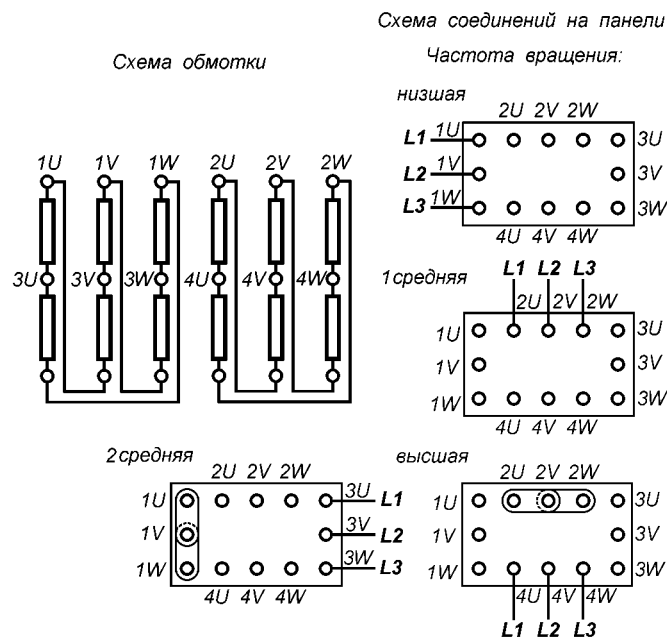 Схема соединений на панели
Схема обмотки
Частота вращения:
1U 1V 1W 2U 2V 2W
3U 3V 3W 4U 4V 4W
низшая
2U 2V 2W
L1 1U 3U
L2 1V 3V
L3 1W 3W
4U 4V 4W
1 средняя
L1 L2 L3
2U 2V 2W
1U 3U
1V 3V
1W 3W
4U 4V 4W
2 средняя
2U 2V 2W
1U 3U L1
1V 3V L2
1W 3W L3
4U 4V 4W
высшая
2U 2V 2W
1U 3U
1V 3V
1W 3W
4U 4V 4W
L1 L2 L3